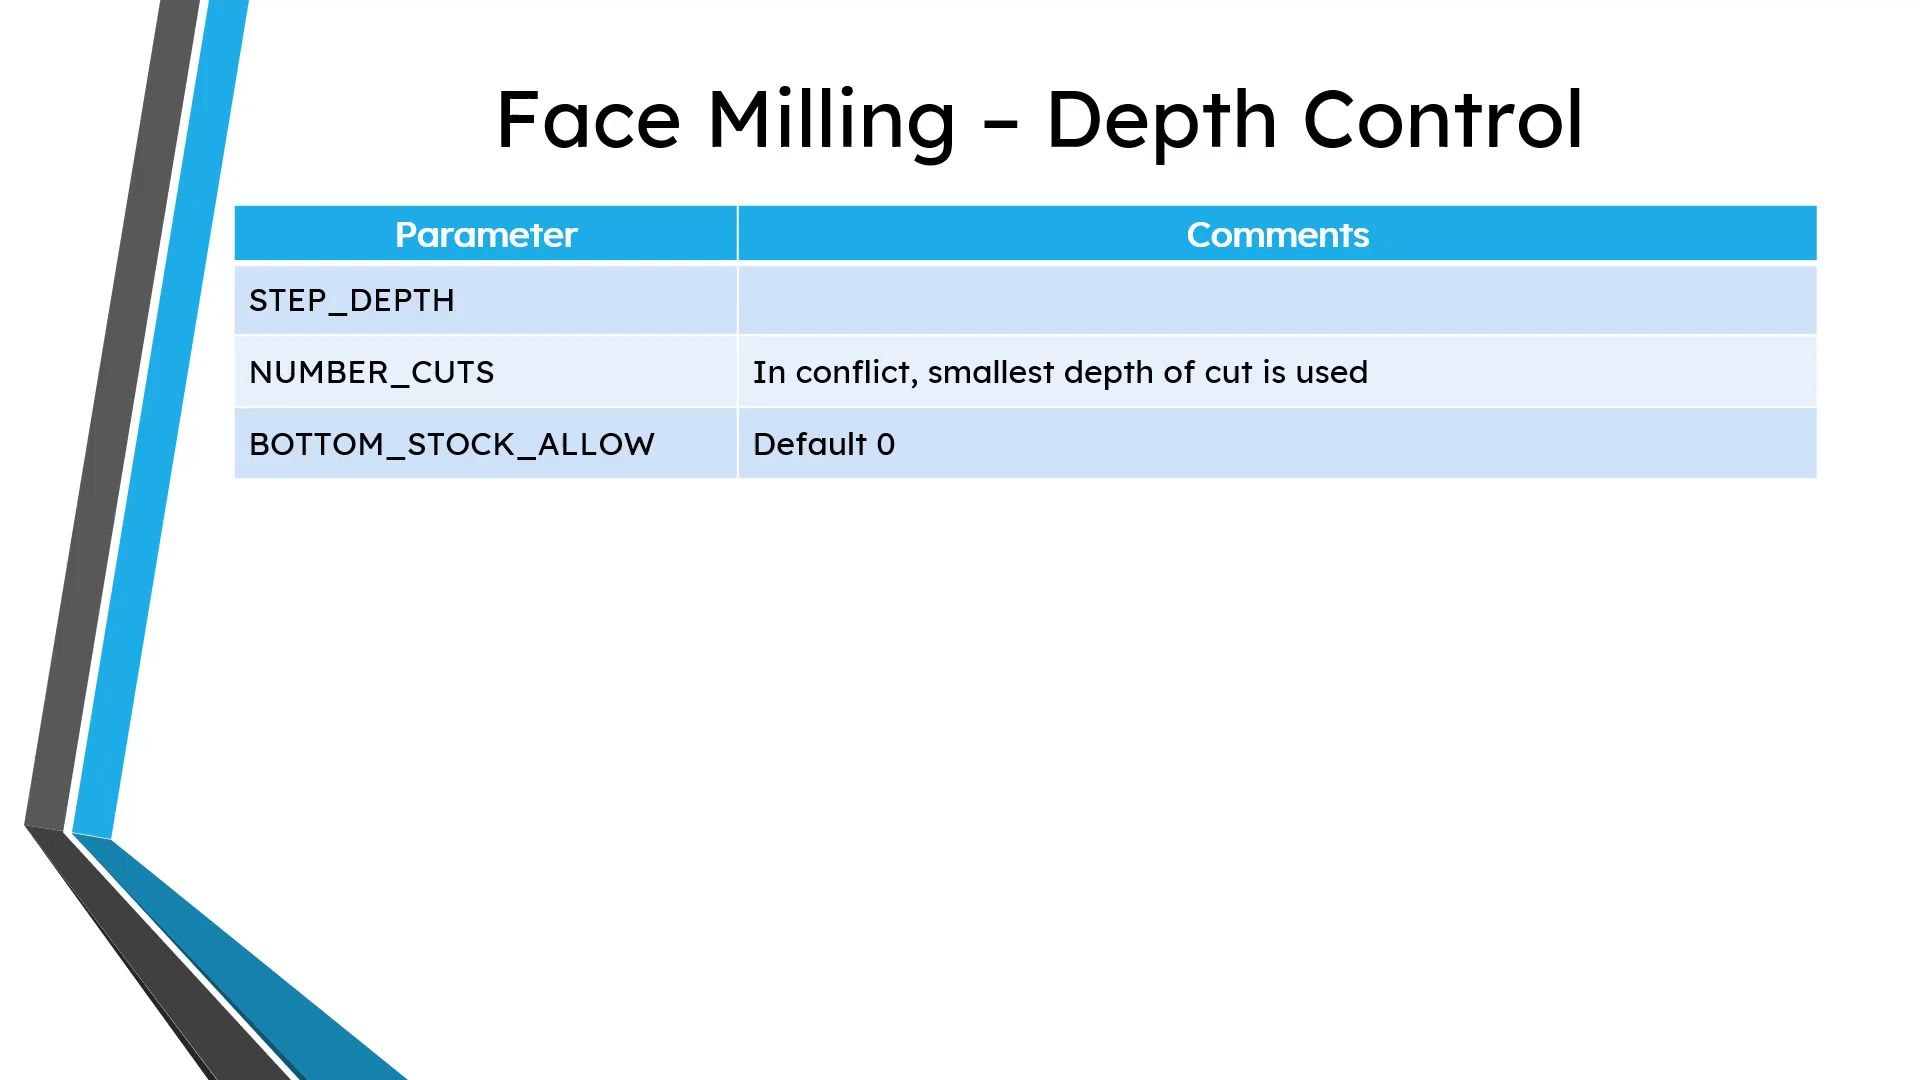 Face Milling – Depth Control
Parameter Comments
STEP_DEPTH
NUMBER_CUTS In conflict, smallest depth of cut is used
BOTTOM_STOCK_ALLOW Default 0